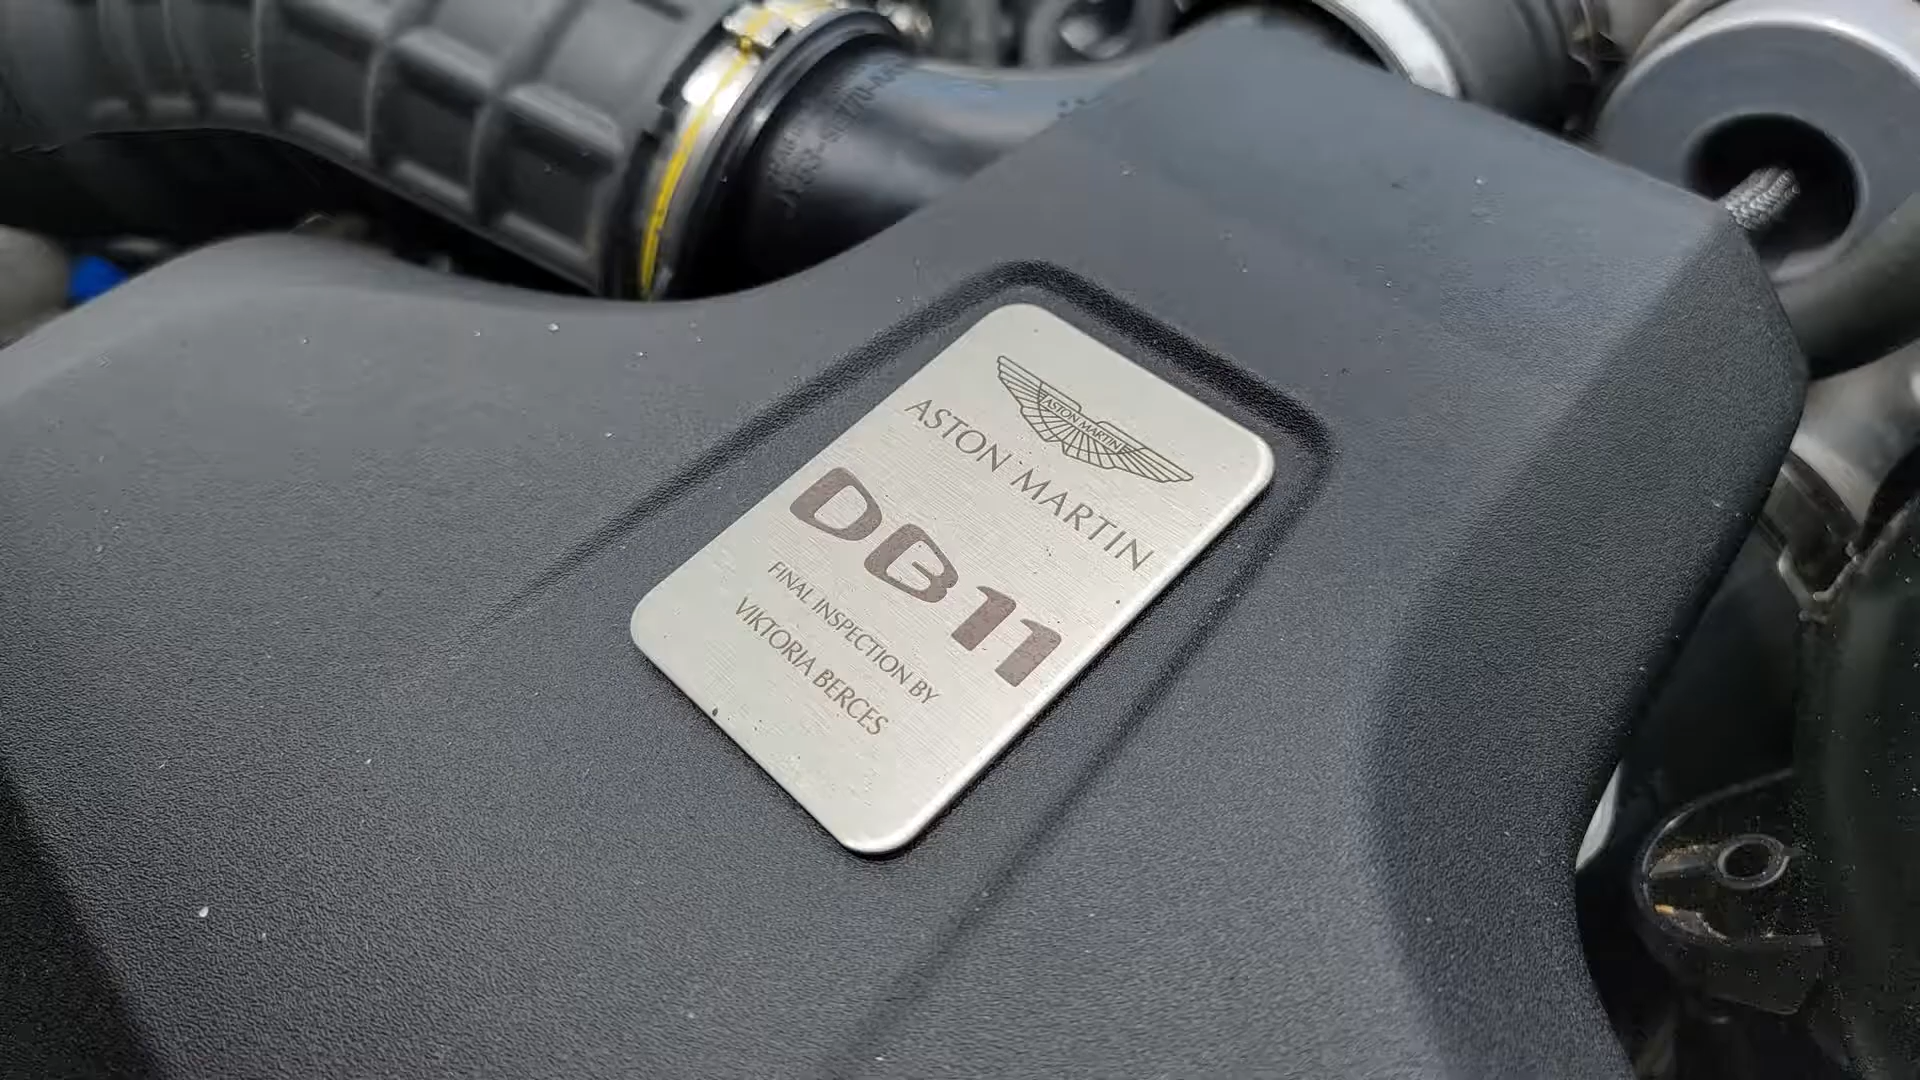 ASTON MARTIN
ASTON MARTIN
DB11
FINAL INSPECTION BY
VIKTORIA BERCES